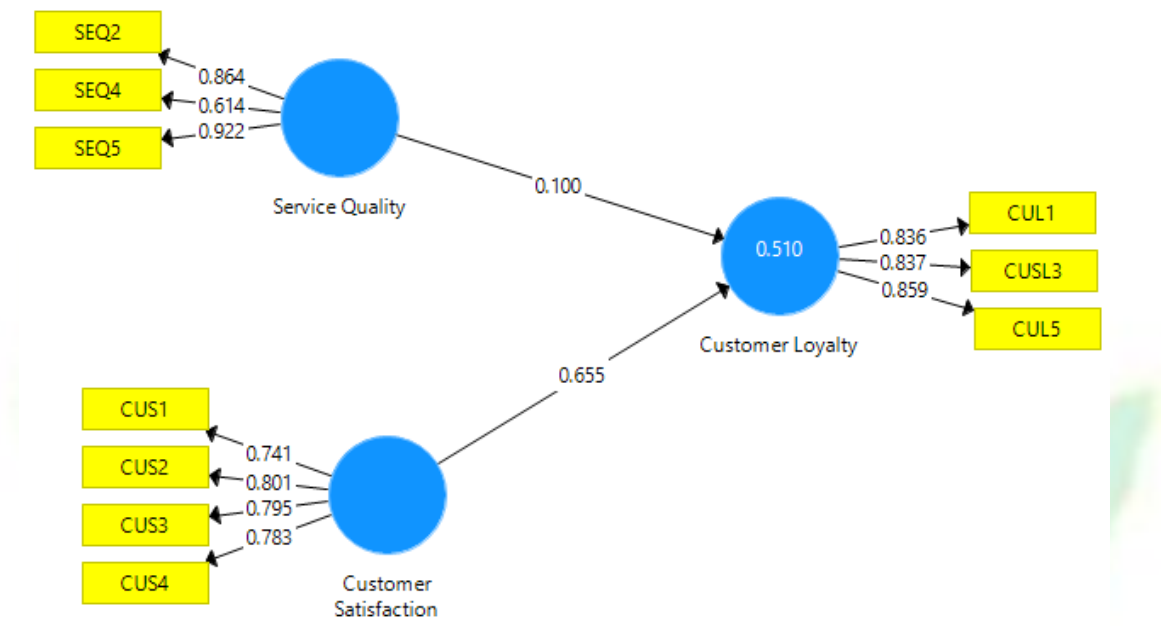 SEQ2
0.864
SEQ4
0.614
SEQ5
0.922
Service Quality
0.100
0.510
Customer Loyalty
CUL1
0.836
CUSL3
0.837
CUL5
0.859
0.655
CUS1
0.741
CUS2
0.801
CUS3
0.795
CUS4
0.783
Customer
Satisfaction